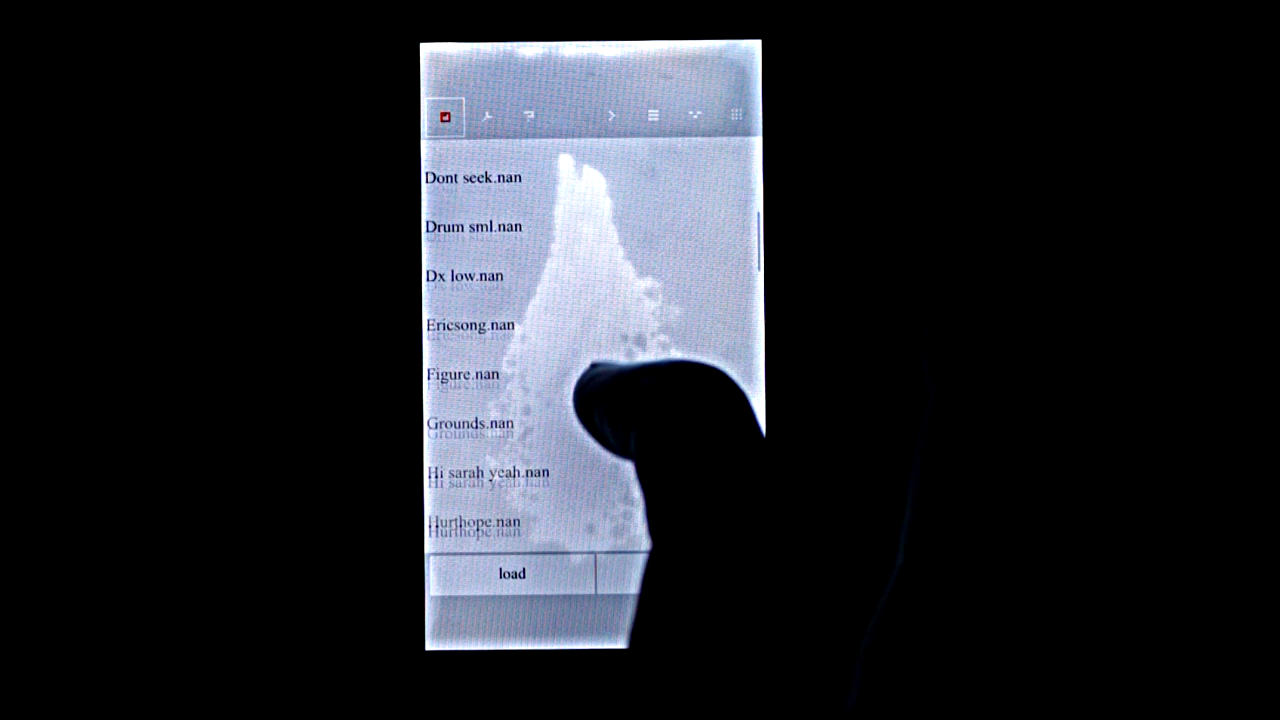 Dont seek.nan
Drum sml.nan
Dx low.nan
Ericsong.nan
Figure.nan
Grounds.nan
Hi sarah yeah.nan
Hurthope.nan
load